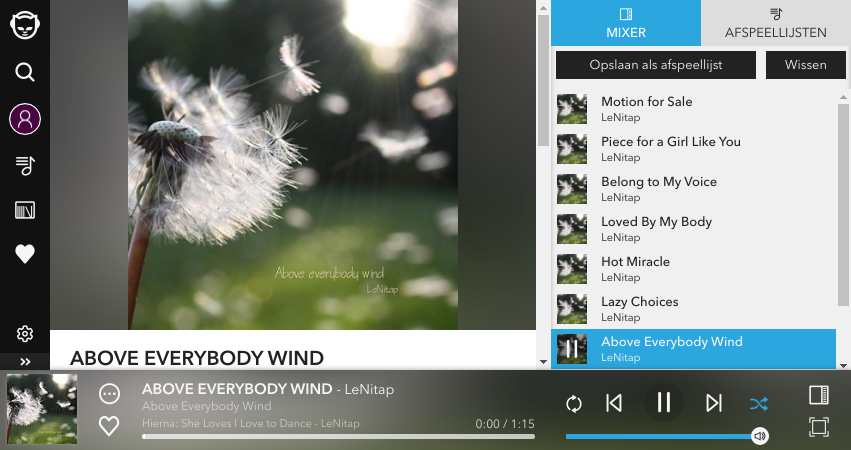 Above everybody wind
LeNitap
ABOVE EVERYBODY WIND
MIXER
AFSPEELLIJSTEN
Opslaan als afspeellijst
Wissen
Motion for Sale
LeNitap
Piece for a Girl Like You
LeNitap
Belong to My Voice
LeNitap
Loved By My Body
LeNitap
Hot Miracle
LeNitap
Lazy Choices
LeNitap
Above Everybody Wind
LeNitap
ABOVE EVERYBODY WIND - LeNitap
Above Everybody Wind
Hierna: She Loves I Love to Dance - LeNitap
0:00 / 1:15